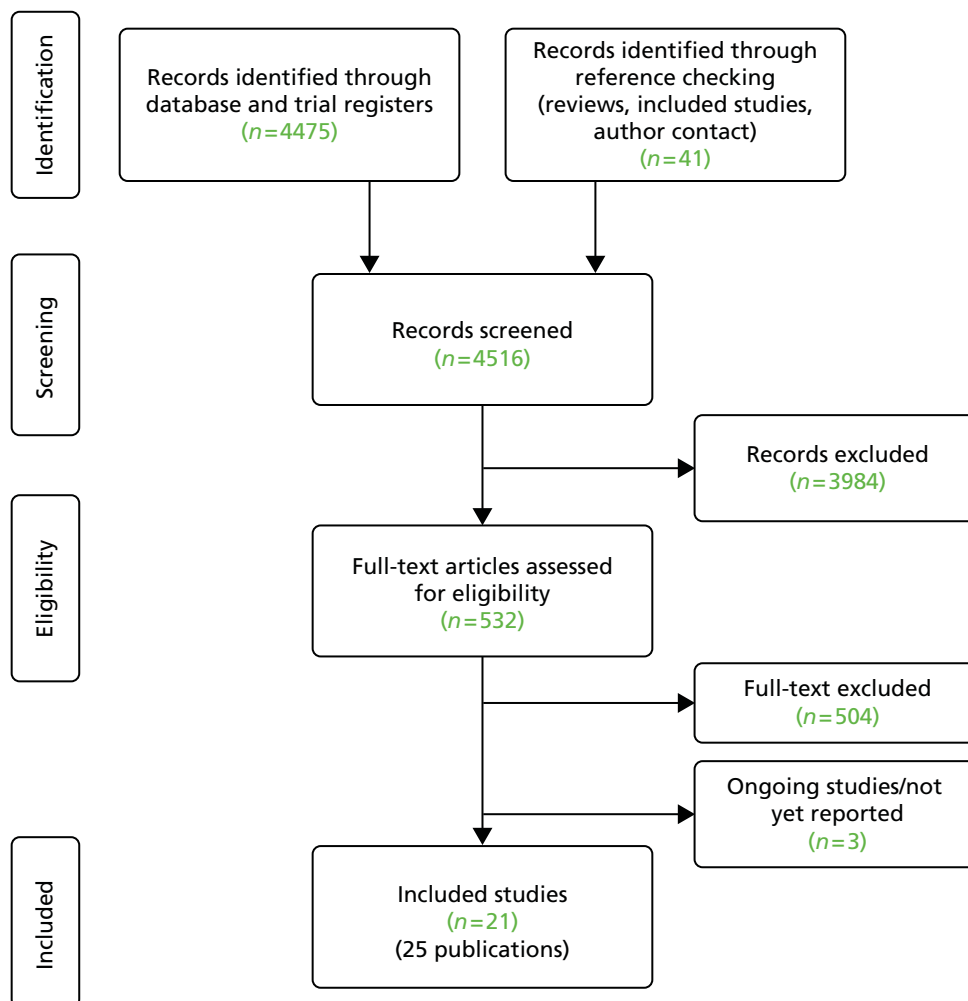 Identification
Records identified through
database and trial registers
(n=4475)
Records identified through
reference checking
(reviews, included studies,
author contact)
(n=41)
Screening
Records screened
(n=4516)
Records excluded
(n=3984)
Eligibility
Full-text articles assessed
for eligibility
(n=532)
Full-text excluded
(n=504)
Ongoing studies/not
yet reported
(n=3)
Included
Included studies
(n=21)
(25 publications)